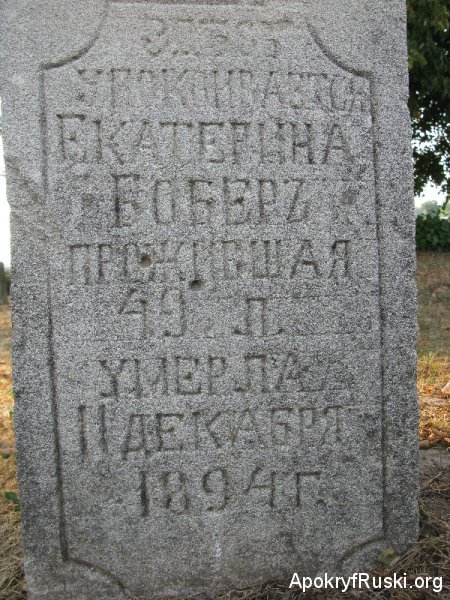 ЗДѢСЬ
УПОКОИВАЕТСЯ
ЕКАТЕРИНА
БОБЕРЪ
ПРОЖИВШАЯ
49 Л.
УМЕРЛА
11 ДЕКАБРЯ
1894 Г.
ApokryfRuski.org